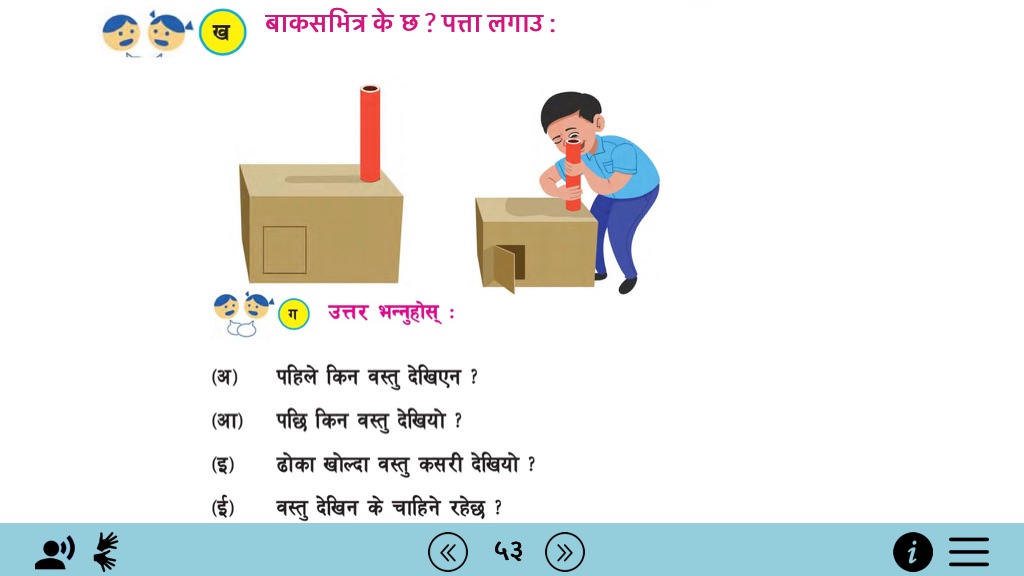 ख बाकसभित्र के छ ? पत्ता लगाउ :
ग उत्तर भन्नुहोस् :
(अ) पहिले किन वस्तु देखिएन ?
(आ) पछि किन वस्तु देखियो ?
(इ) ढोका खोल्दा वस्तु कसरी देखियो ?
(ई) वस्तु देखिन के चाहिने रहेछ ?
५३